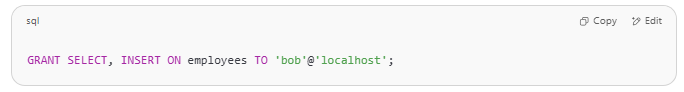 sql
Copy
Edit
GRANT SELECT, INSERT ON employees TO 'bob'@'localhost';